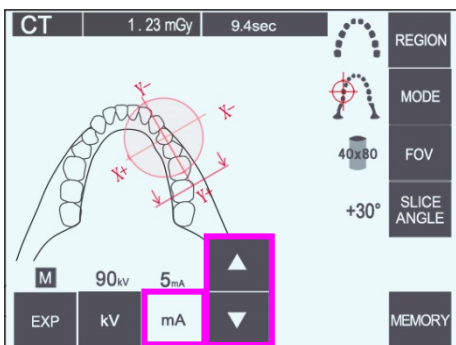 CT 1.23 mGy 9.4sec
REGION
MODE
40x80 FOV
+30° SLICE ANGLE
Y-
X-
X+
Y+
M 90kV 5mA
EXP kV mA MEMORY